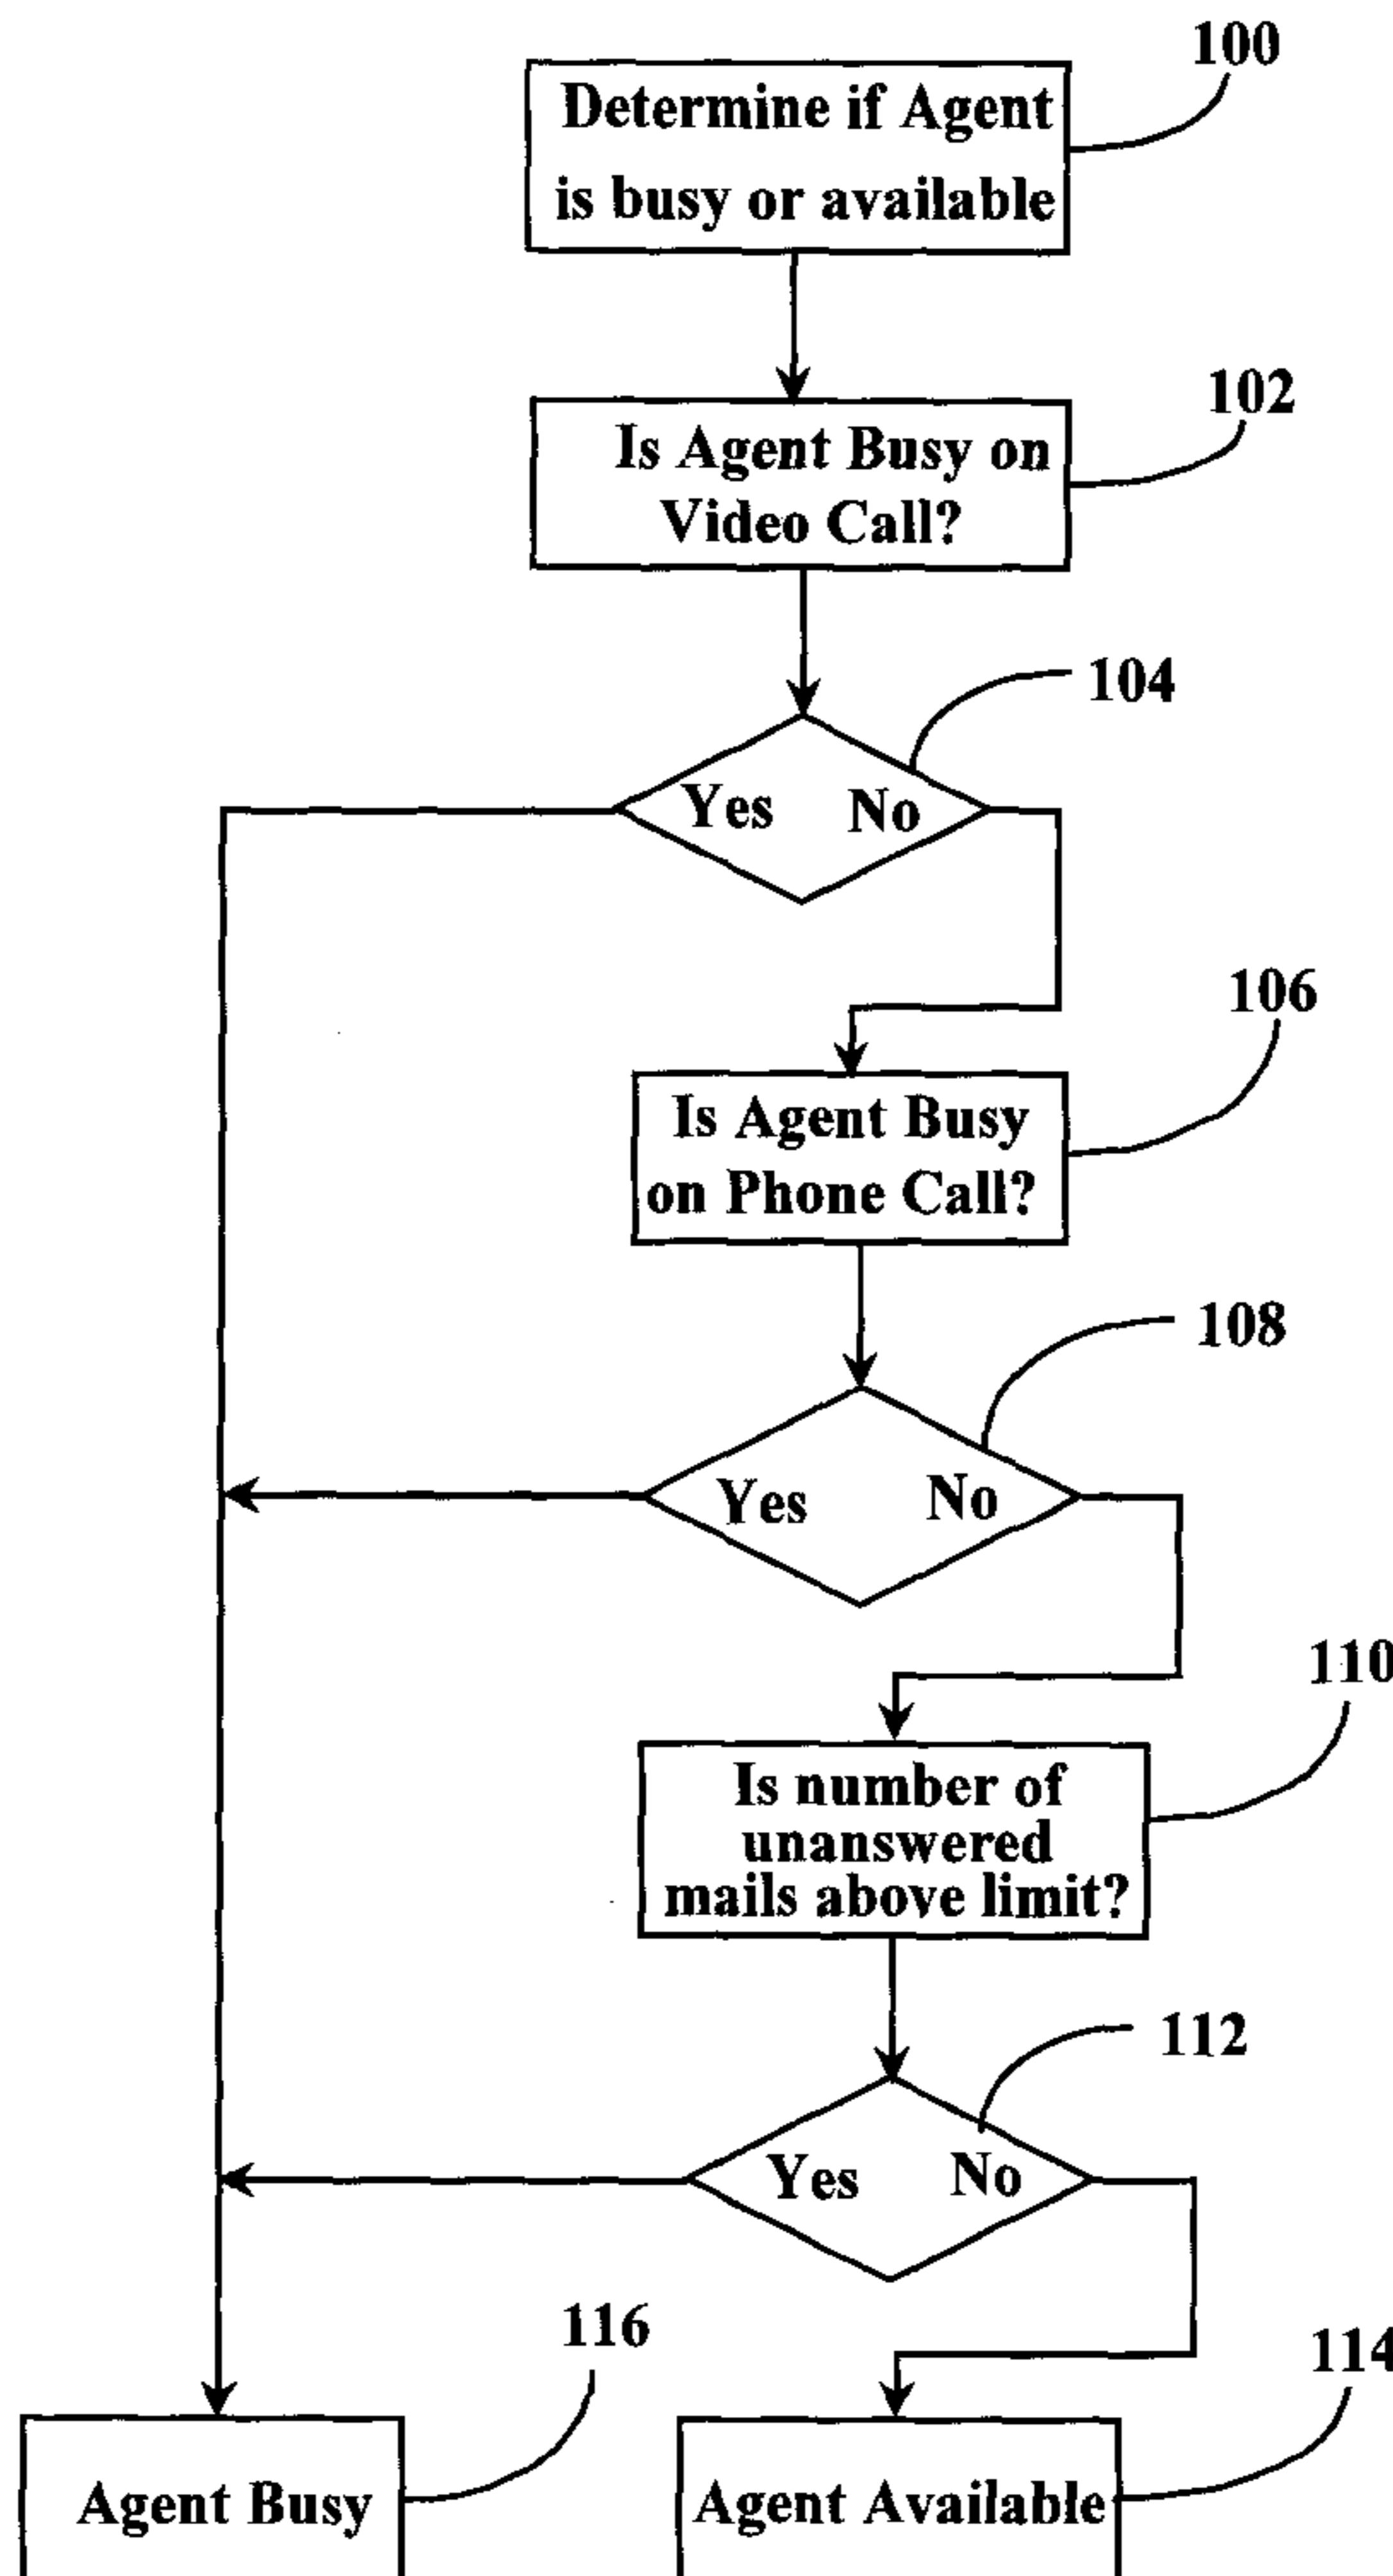 100
Determine if Agent
is busy or available
102
Is Agent Busy on
Video Call?
104
Yes No
106
Is Agent Busy
on Phone Call?
108
Yes No
110
Is number of
unanswered
mails above limit?
112
Yes No
116
114
Agent Busy
Agent Available